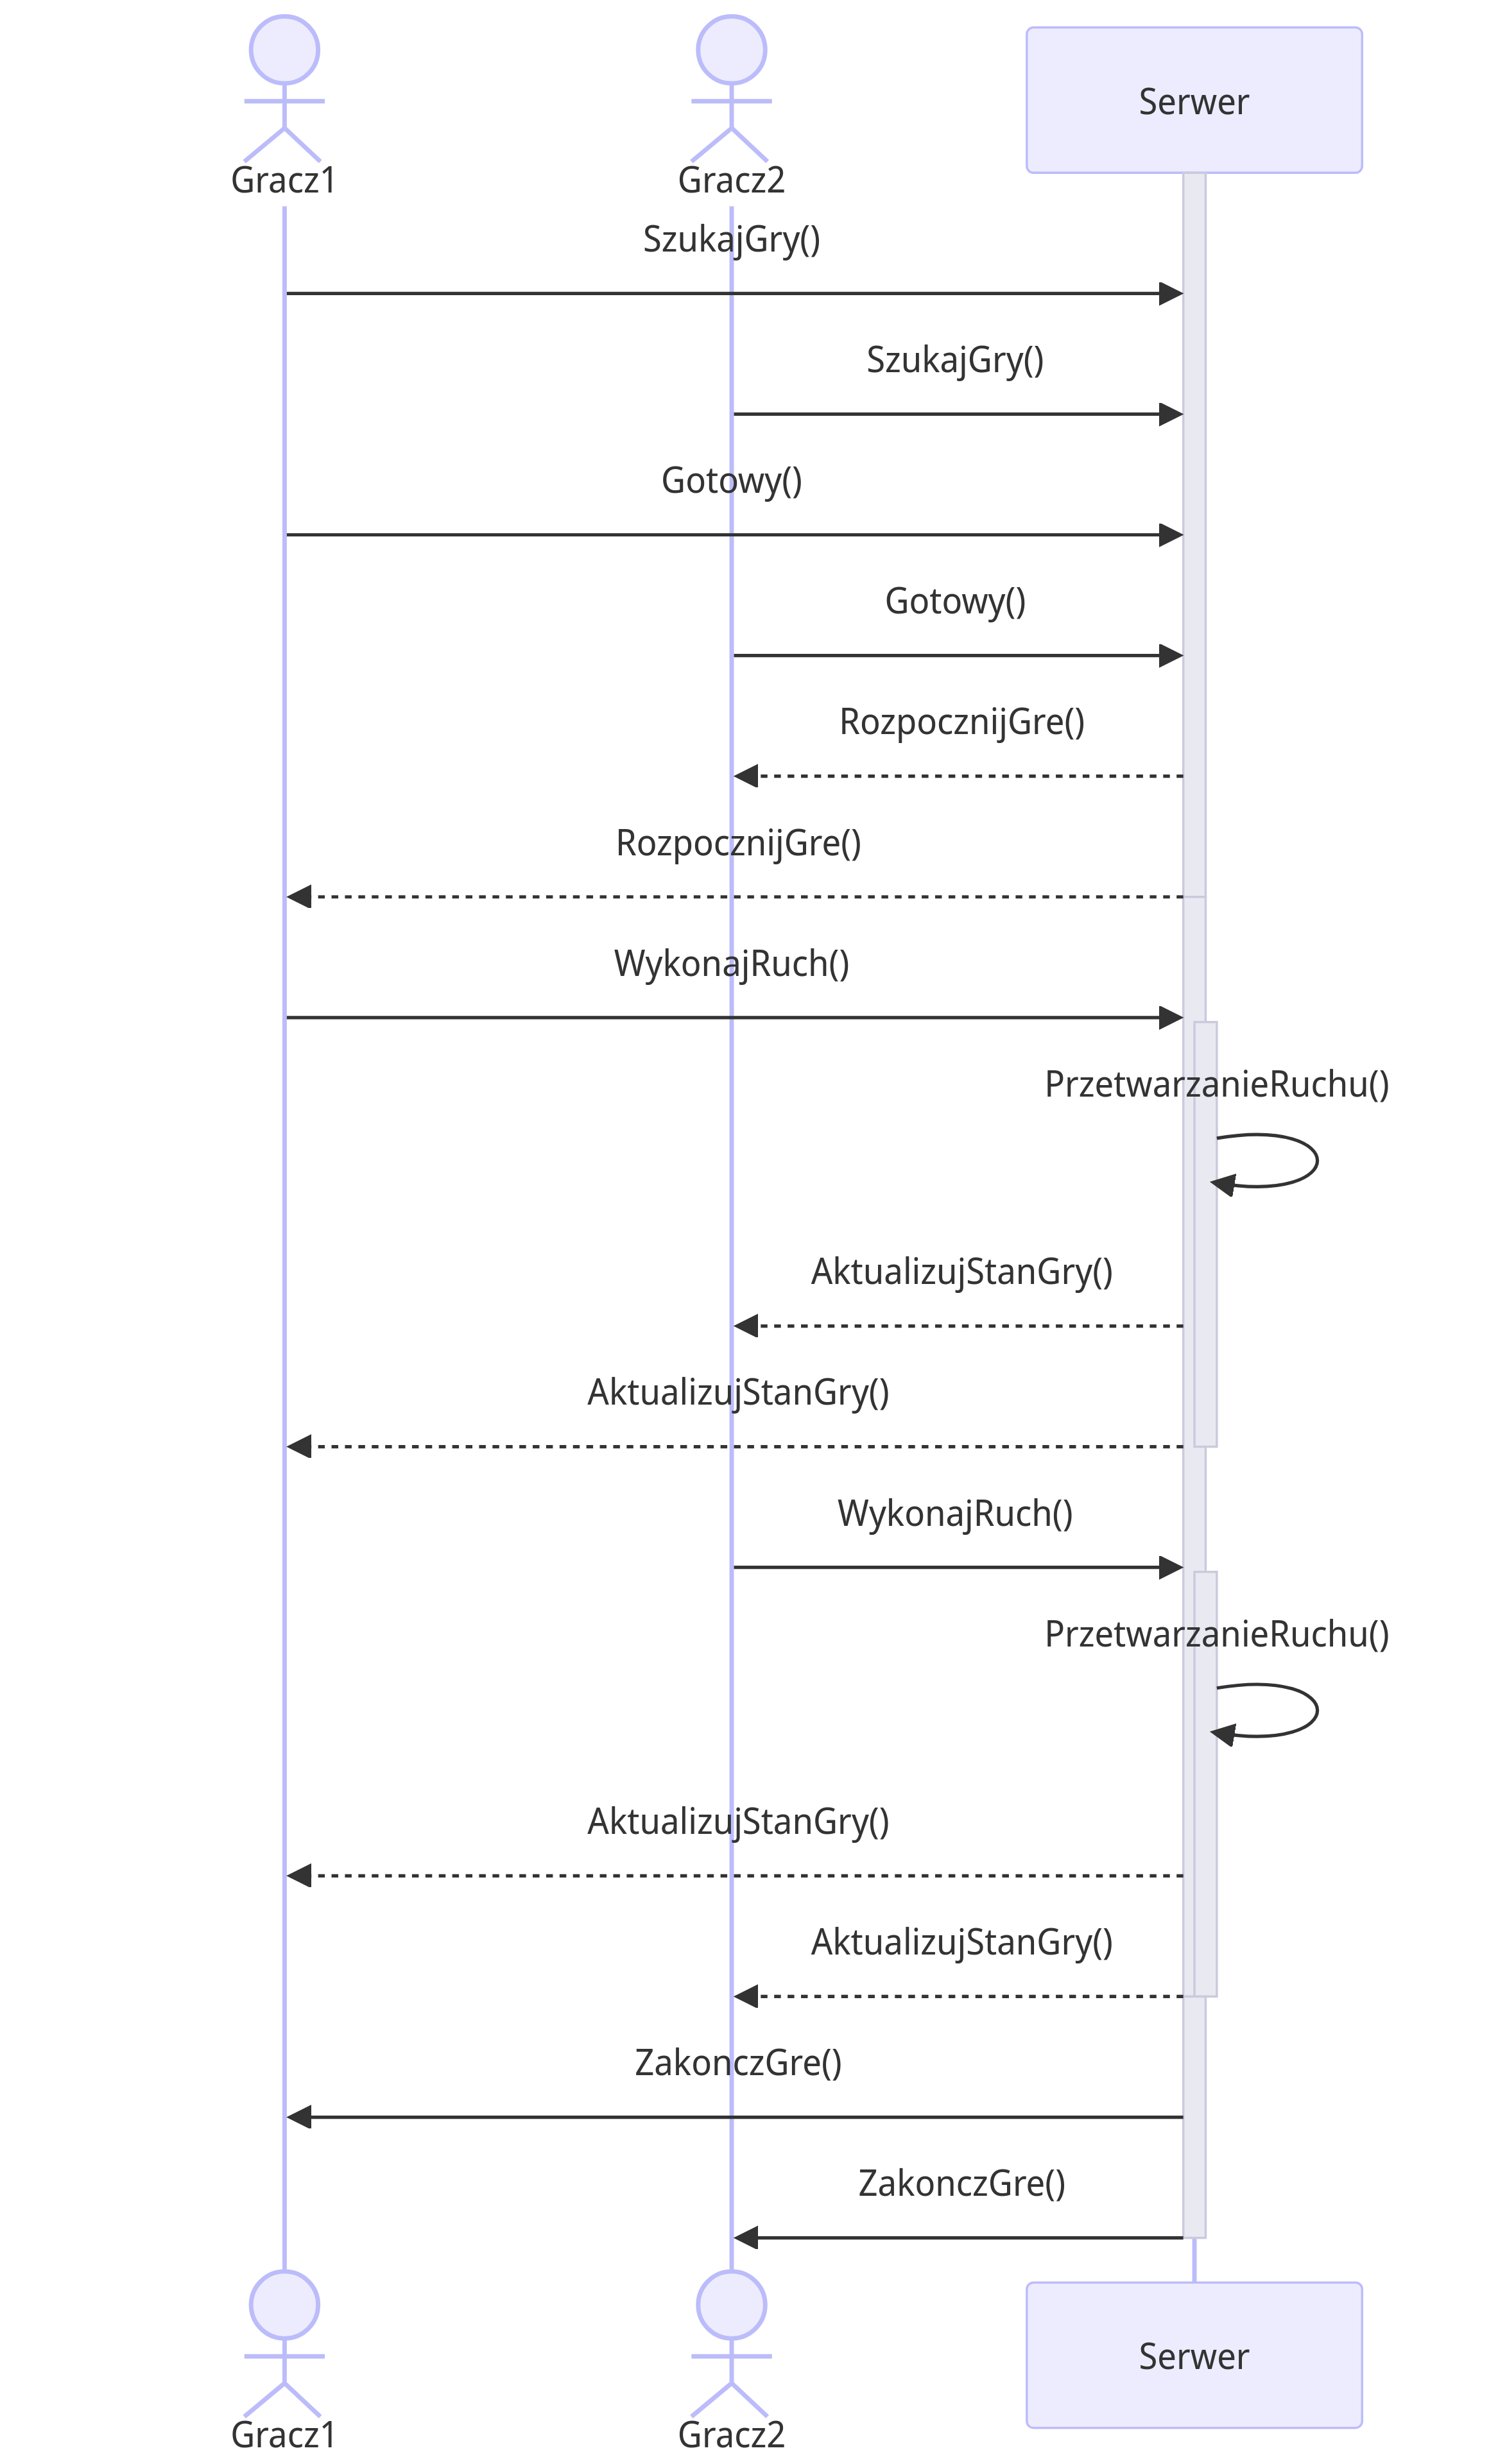 Gracz1
Gracz2
Serwer
SzukajGry()
SzukajGry()
Gotowy()
Gotowy()
RozpocznijGre()
RozpocznijGre()
WykonajRuch()
PrzetwarzanieRuchu()
AktualizujStanGry()
AktualizujStanGry()
WykonajRuch()
PrzetwarzanieRuchu()
AktualizujStanGry()
AktualizujStanGry()
ZakonczGre()
ZakonczGre()
Gracz1
Gracz2
Serwer